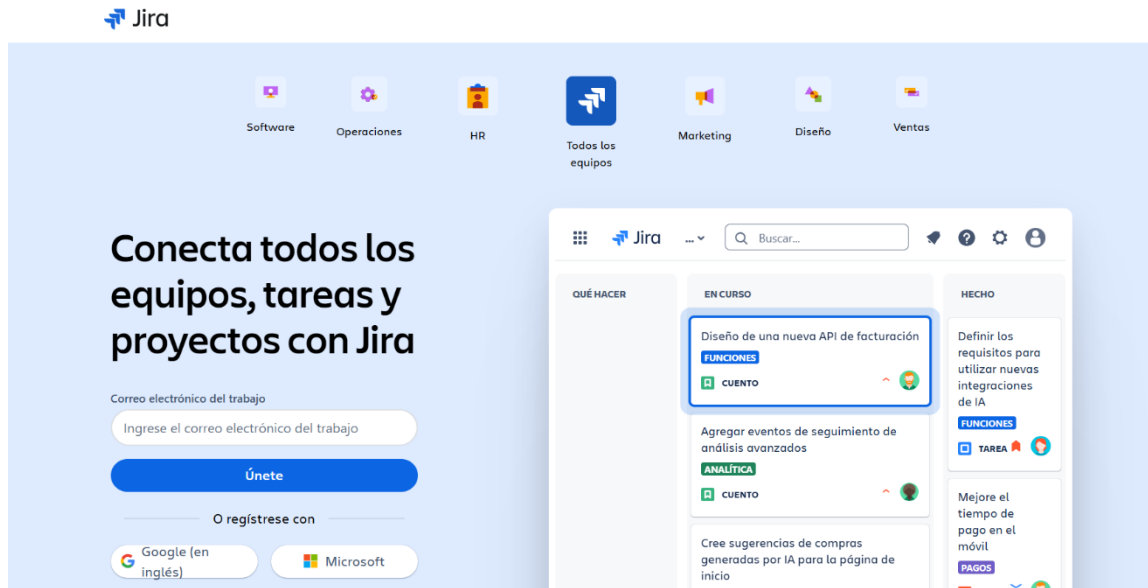 Jira
Software
Operaciones
HR
Todos los
equipos
Marketing
Diseño
Ventas
Conecta todos los
equipos, tareas y
proyectos con Jira
Correo electrónico del trabajo
Ingrese el correo electrónico del trabajo
Únete
O regístrese con
Google (en
inglés)
Microsoft
Jira
...
Buscar...
QUÉ HACER
EN CURSO
Diseño de una nueva API de facturación
FUNCIONES
CUENTO
Agregar eventos de seguimiento de
análisis avanzados
ANALÍTICA
CUENTO
Cree sugerencias de compras
generadas por IA para la página de
inicio
HECHO
Definir los
requisitos para
utilizar nuevas
integraciones
de IA
FUNCIONES
TAREA
Mejore el
tiempo de
pago en el
móvil
PAGOS